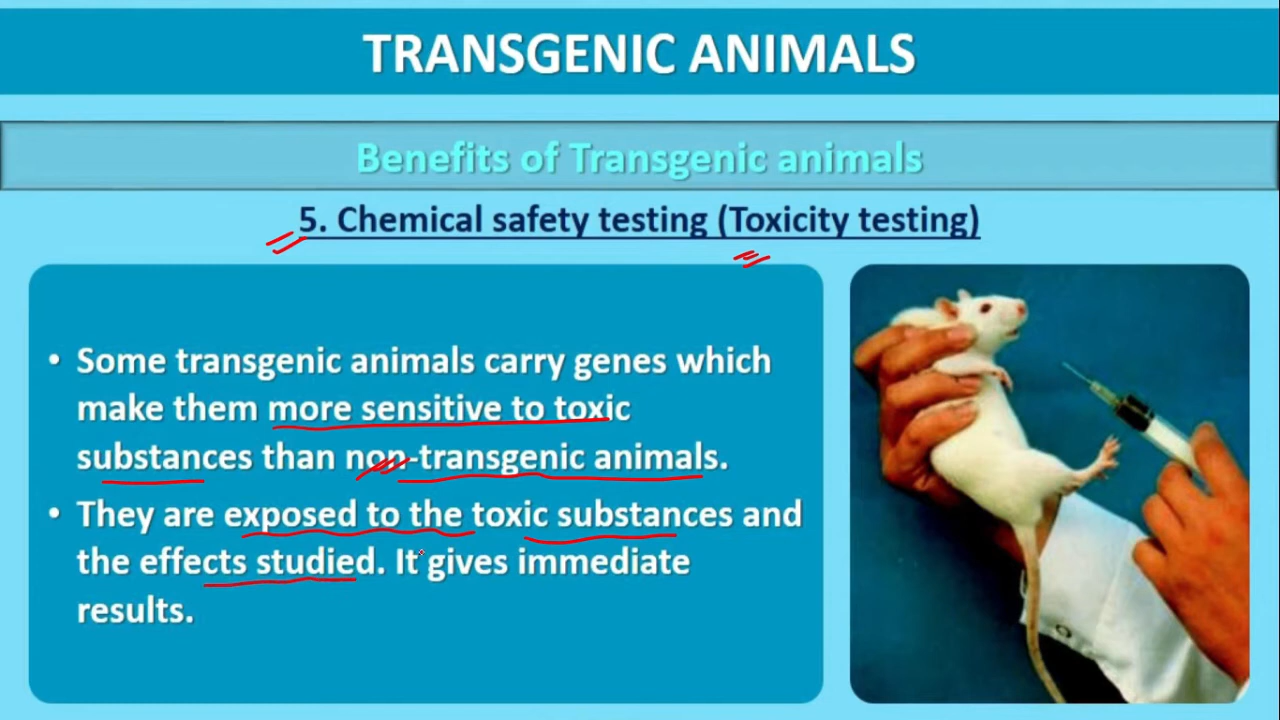 TRANSGENIC ANIMALS
Benefits of Transgenic animals
5. Chemical safety testing (Toxicity testing)
• Some transgenic animals carry genes which
make them more sensitive to toxic
substances than non-transgenic animals.
• They are exposed to the toxic substances and
the effects studied. It gives immediate
results.